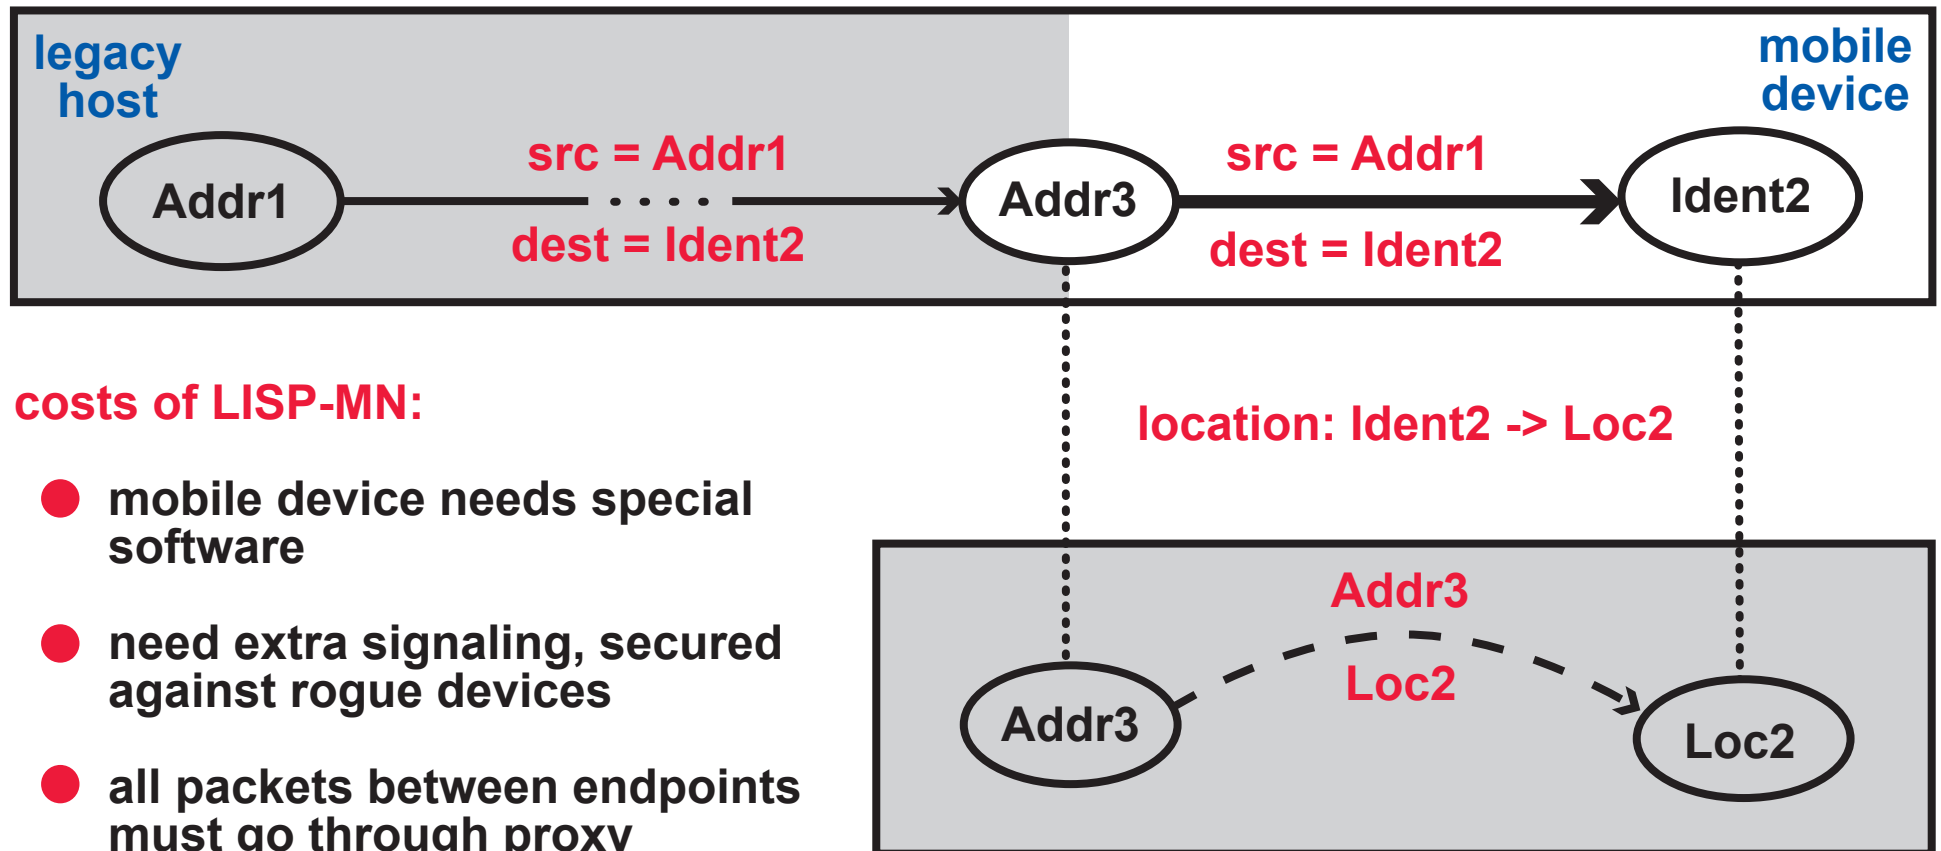 legacy
host
mobile
device
src = Addr1
src = Addr1
Addr1
Addr3
Ident2
dest = Ident2
dest = Ident2
costs of LISP-MN:
location: Ident2 -> Loc2
mobile device needs special
software
need extra signaling, secured
against rogue devices
all packets between endpoints
must go through proxy
Addr3
Loc2
Addr3
Loc2